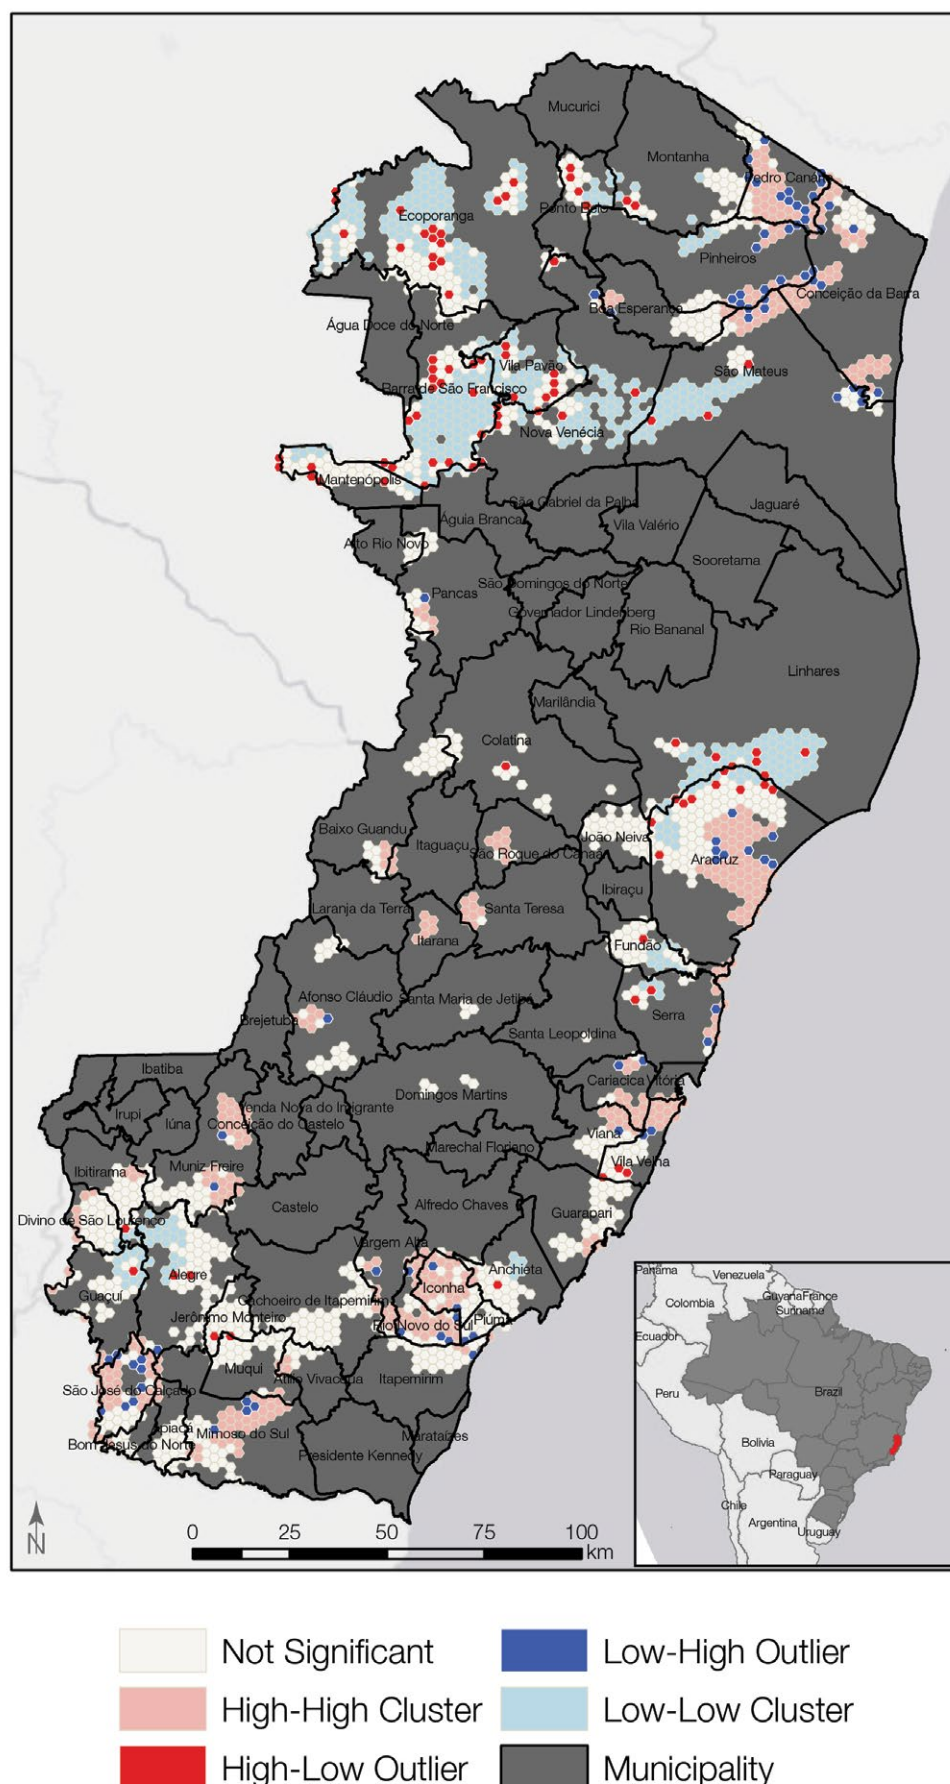 Mucurici
Montanha
Pedro Canário
Ecoporanga
Ponto Belo
Pinheiros
Conceição da Barra
Boa Esperança
Água Doce do Norte
Vila Pavão
São Mateus
Barra de São Francisco
Nova Venécia
Mantenópolis
São Gabriel da Palha
Jaguaré
Águia Branca
Vila Valério
Alto Rio Novo
Sooretama
São Domingos do Norte
Pancas
Governador Lindenberg
Rio Bananal
Linhares
Marilândia
Colatina
Baixo Guandu
João Neiva
Itaguaçu
São Roque do Canaã
Aracruz
Ibiraçu
Laranja da Terra
Santa Teresa
Itarana
Fundão
Afonso Cláudio
Santa Maria de Jetibá
Brejetuba
Serra
Santa Leopoldina
Ibatiba
Cariacica
Vitória
Domingos Martins
Irupi
Venda Nova do Imigrante
Iúna
Conceição do Castelo
Viana
Marechal Floriano
Vila Velha
Ibitirama
Muniz Freire
Castelo
Alfredo Chaves
Guarapari
Divino de São Lourenço
Vargem Alta
Anchieta
Alegre
Iconha
Guaçuí
Cachoeiro de Itapemirim
Jerônimo Monteiro
Rio Novo do Sul
Piúma
Muqui
Atílio Vivacqua
Itapemirim
São José do Calçado
Apiacá
Mimoso do Sul
Marataízes
Bom Jesus do Norte
Presidente Kennedy
Panama
Venezuela
Guyana
France
Suriname
Colombia
Ecuador
Peru
Brazil
Bolivia
Paraguay
Chile
Argentina
Uruguay
N
0 25 50 75 100
km
Not Significant
Low-High Outlier
High-High Cluster
Low-Low Cluster
High-Low Outlier
Municipality